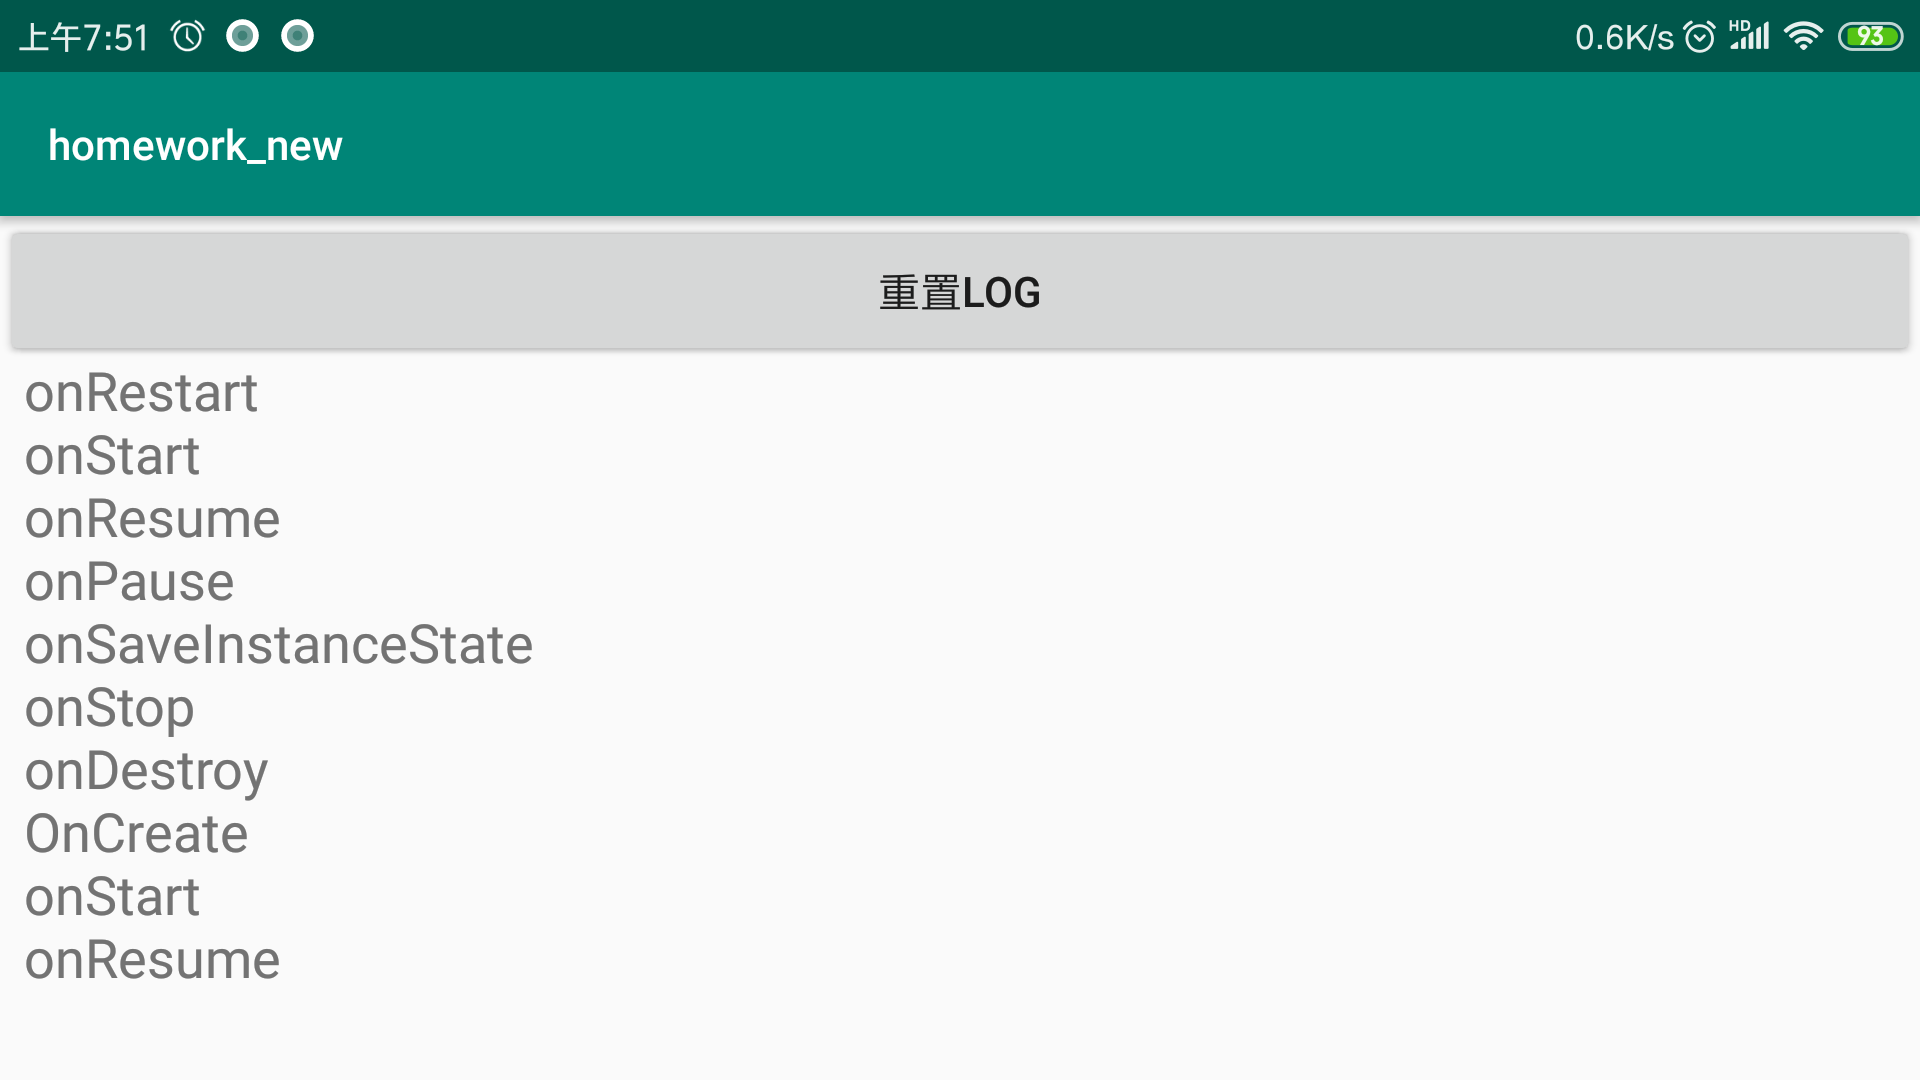 上午7:51 0.6K/s HD 93
homework_new
重置LOG
onRestart
onStart
onResume
onPause
onSaveInstanceState
onStop
onDestroy
OnCreate
onStart
onResume